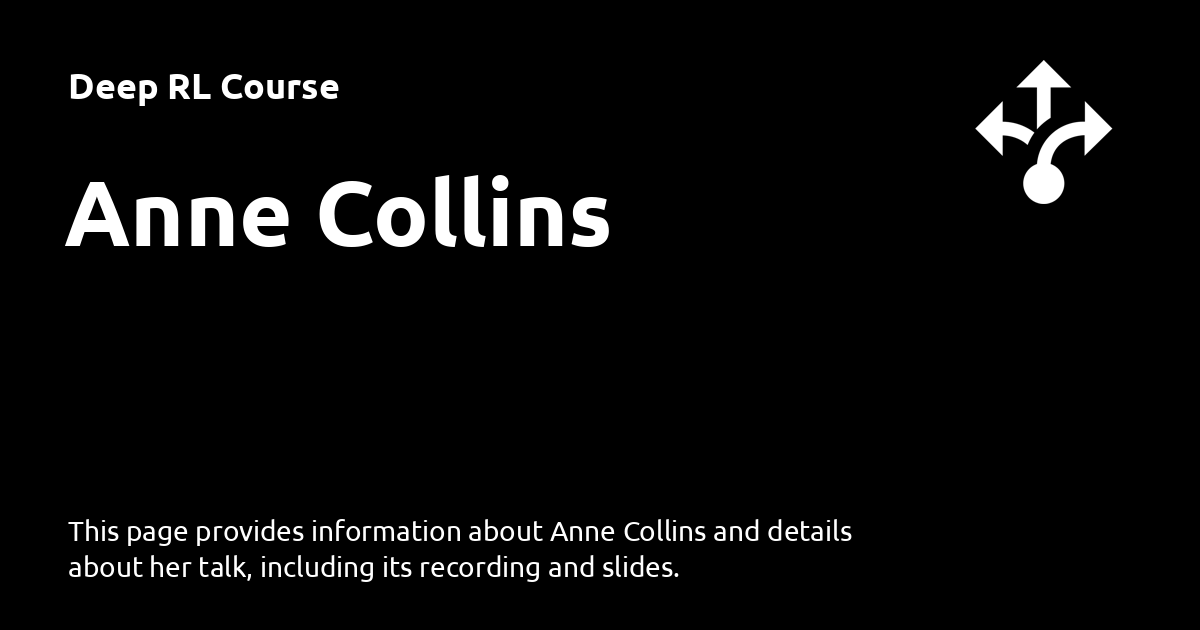 Deep RL Course
Anne Collins
This page provides information about Anne Collins and details
about her talk, including its recording and slides.